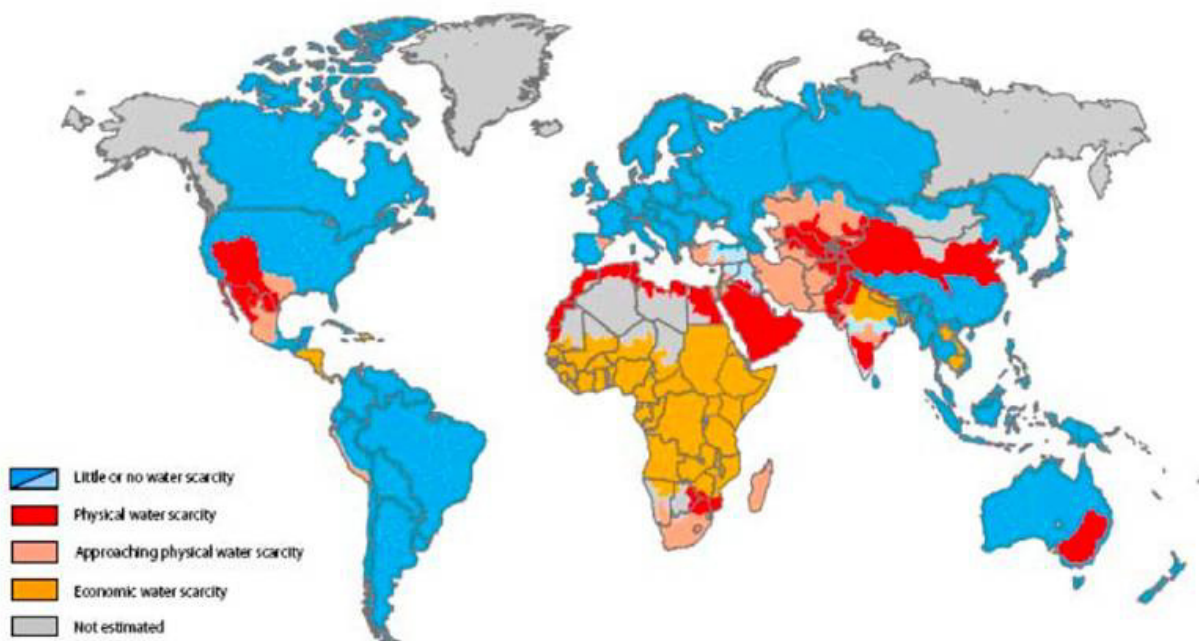 Little or no water scarcity
Physical water scarcity
Approaching physical water scarcity
Economic water scarcity
Not estimated